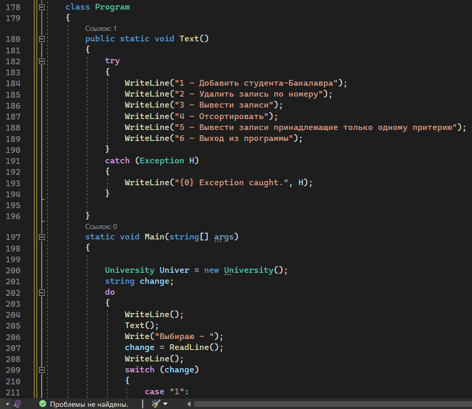 178 class Program
179 {
Ссылок: 1
180 public static void Text()
181 {
182 try
183 {
184 WriteLine("1 - Добавить студента-Бакалавра");
185 WriteLine("2 - Удалить запись по номеру");
186 WriteLine("3 - Вывести записи");
187 WriteLine("4 - Отсортировать");
188 WriteLine("5 - Вывести записи принадлемащие только одному притерию");
189 WriteLine("6 - Выход из программы");
190 }
191 catch (Exception H)
192 {
193 WriteLine("{0} Exception caught.", H);
194 }
195
196 }
Ссылок: 0
197 static void Main(string[] args)
198 {
199
200 University Univer = new University();
201 string change;
202 do
203 {
204 WriteLine();
205 Text();
206 Write("Выбираю - ");
207 change = ReadLine();
208 WriteLine();
209 switch (change)
210 {
211 case "1":
Проблемы не найдены.